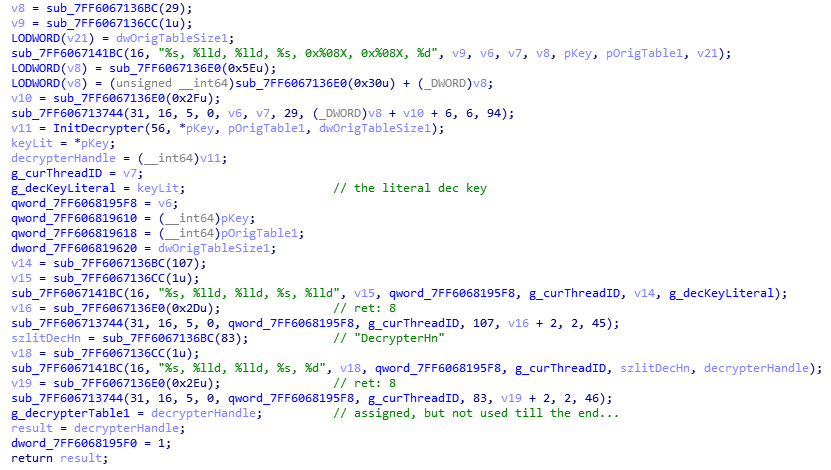 v8 = sub_7FF6067136BC(29);
v9 = sub_7FF6067136CC(1u);
LODWORD(v21) = dwOrigTableSize1;
sub_7FF6067141BC(16, "%s, %lld, %lld, %s, 0x%08X, 0x%08X, %d", v9, v6, v7, v8, pKey, pOrigTable1, v21);
LODWORD(v8) = sub_7FF6067136E0(0x5Eu);
LODWORD(v8) = (unsigned __int64)sub_7FF6067136E0(0x30u) + (_DWORD)v8;
v10 = sub_7FF6067136E0(0x2Fu);
sub_7FF606713744(31, 16, 5, 0, v6, v7, 29, (_DWORD)v8 + v10 + 6, 6, 94);
v11 = InitDecrypter(56, *pKey, pOrigTable1, dwOrigTableSize1);
keyLit = *pKey;
decrypterHandle = (__int64)v11;
g_curThreadID = v7;
g_decKeyLiteral = keyLit; // the literal dec key
qword_7FF6068195F8 = v6;
qword_7FF606819610 = (__int64)pKey;
qword_7FF606819618 = (__int64)pOrigTable1;
dword_7FF606819620 = dwOrigTableSize1;
v14 = sub_7FF6067136BC(107);
v15 = sub_7FF6067136CC(1u);
sub_7FF6067141BC(16, "%s, %lld, %lld, %s, %lld", v15, qword_7FF6068195F8, g_curThreadID, v14, g_decKeyLiteral);
v16 = sub_7FF6067136E0(0x2Du); // ret: 8
sub_7FF606713744(31, 16, 5, 0, qword_7FF6068195F8, g_curThreadID, 107, v16 + 2, 2, 45);
szlitDecHn = sub_7FF6067136BC(83); // "DecrypterHn"
v18 = sub_7FF6067136CC(1u);
sub_7FF6067141BC(16, "%s, %lld, %lld, %s, %d", v18, qword_7FF6068195F8, g_curThreadID, szlitDecHn, decrypterHandle);
v19 = sub_7FF6067136E0(0x2Eu); // ret: 8
sub_7FF606713744(31, 16, 5, 0, qword_7FF6068195F8, g_curThreadID, 83, v19 + 2, 2, 46);
g_decrypterTable1 = decrypterHandle; // assigned, but not used till the end...
result = decrypterHandle;
dword_7FF6068195F0 = 1;
return result;